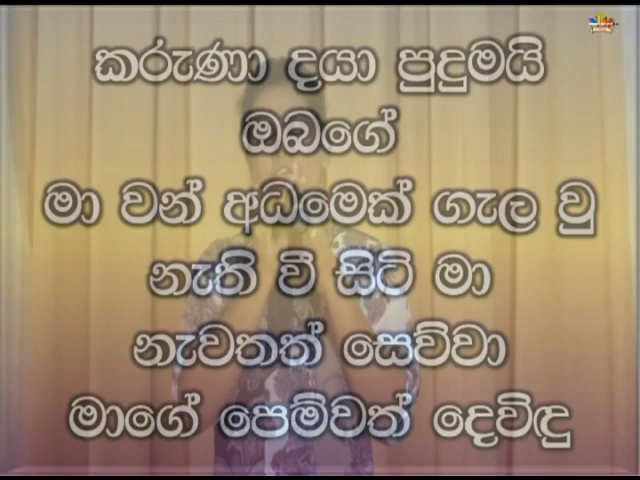 කරුණා දයා පුදුමයි
ඔබගේ
මා වන් අධමෙක් ගැල වු
නැති වී සිටි මා
නැවතත් සෙව්වා
මාගේ පෙම්වත් දෙවිඳු